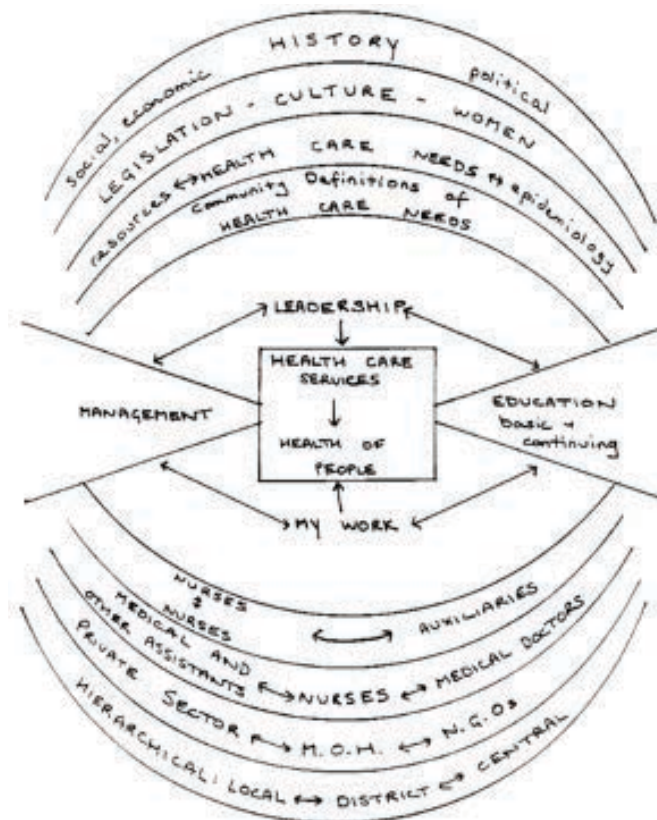 HISTORY
social, economic political
LEGISLATION - CULTURE - WOMEN
resources ↔ HEALTH CARE NEEDS ↔ epidemiology
Community Definitions of
HEALTH CARE NEEDS
LEADERSHIP
HEALTH CARE
SERVICES
HEALTH OF
PEOPLE
MANAGEMENT
EDUCATION
basic +
continuing
MY WORK
NURSES
↕
NURSES
AUXILIARIES
MEDICAL AND
OTHER ASSISTANTS ↔ NURSES ↔ MEDICAL DOCTORS
PRIVATE SECTOR ↔ M.O.H. ↔ N.G.Os
HIERARCHICAL: LOCAL ↔ DISTRICT ↔ CENTRAL